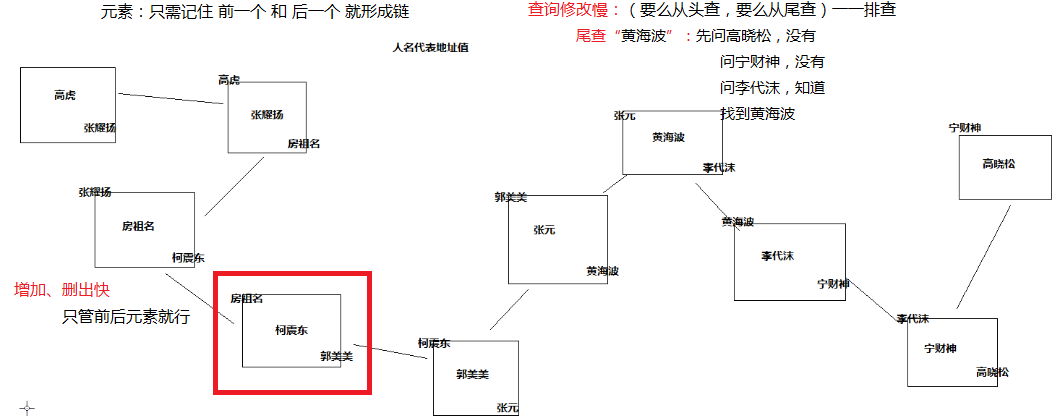 元素：只需记住 前一个 和 后一个 就形成链
查询修改慢：（要么从头查，要么从尾查）一一排查
尾查“黄海波”：先问高晓松，没有
问宁财神，没有
问李代沫，知道
找到黄海波
人名代表地址值
高虎
张耀扬
高虎
张耀扬
房祖名
张耀扬
房祖名
柯震东
增加、删出快
只管前后元素就行
房祖名
柯震东
郭美美
柯震东
郭美美
张元
郭美美
张元
黄海波
张元
黄海波
李代沫
黄海波
李代沫
宁财神
李代沫
宁财神
高晓松
宁财神
高晓松